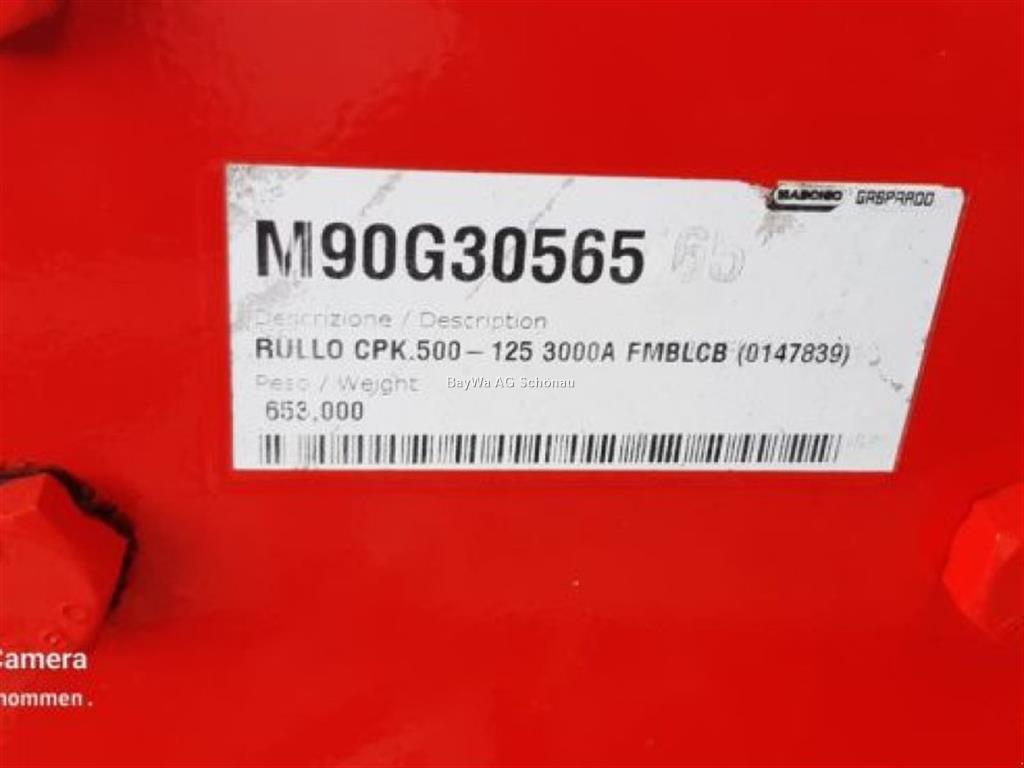 MASCHIO GASPARDO
M90G30565 65
Descrizione / Description
RULLO CPK.500 – 125 3000A FMBLCB (0147839)
Peso / Weight
BayWa AG Schönau
653.000
Camera
nommen.